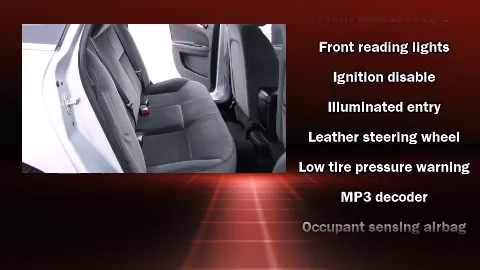 Front reading lights
Ignition disable
Illuminated entry
Leather steering wheel
Low tire pressure warning
MP3 decoder
Occupant sensing airbag